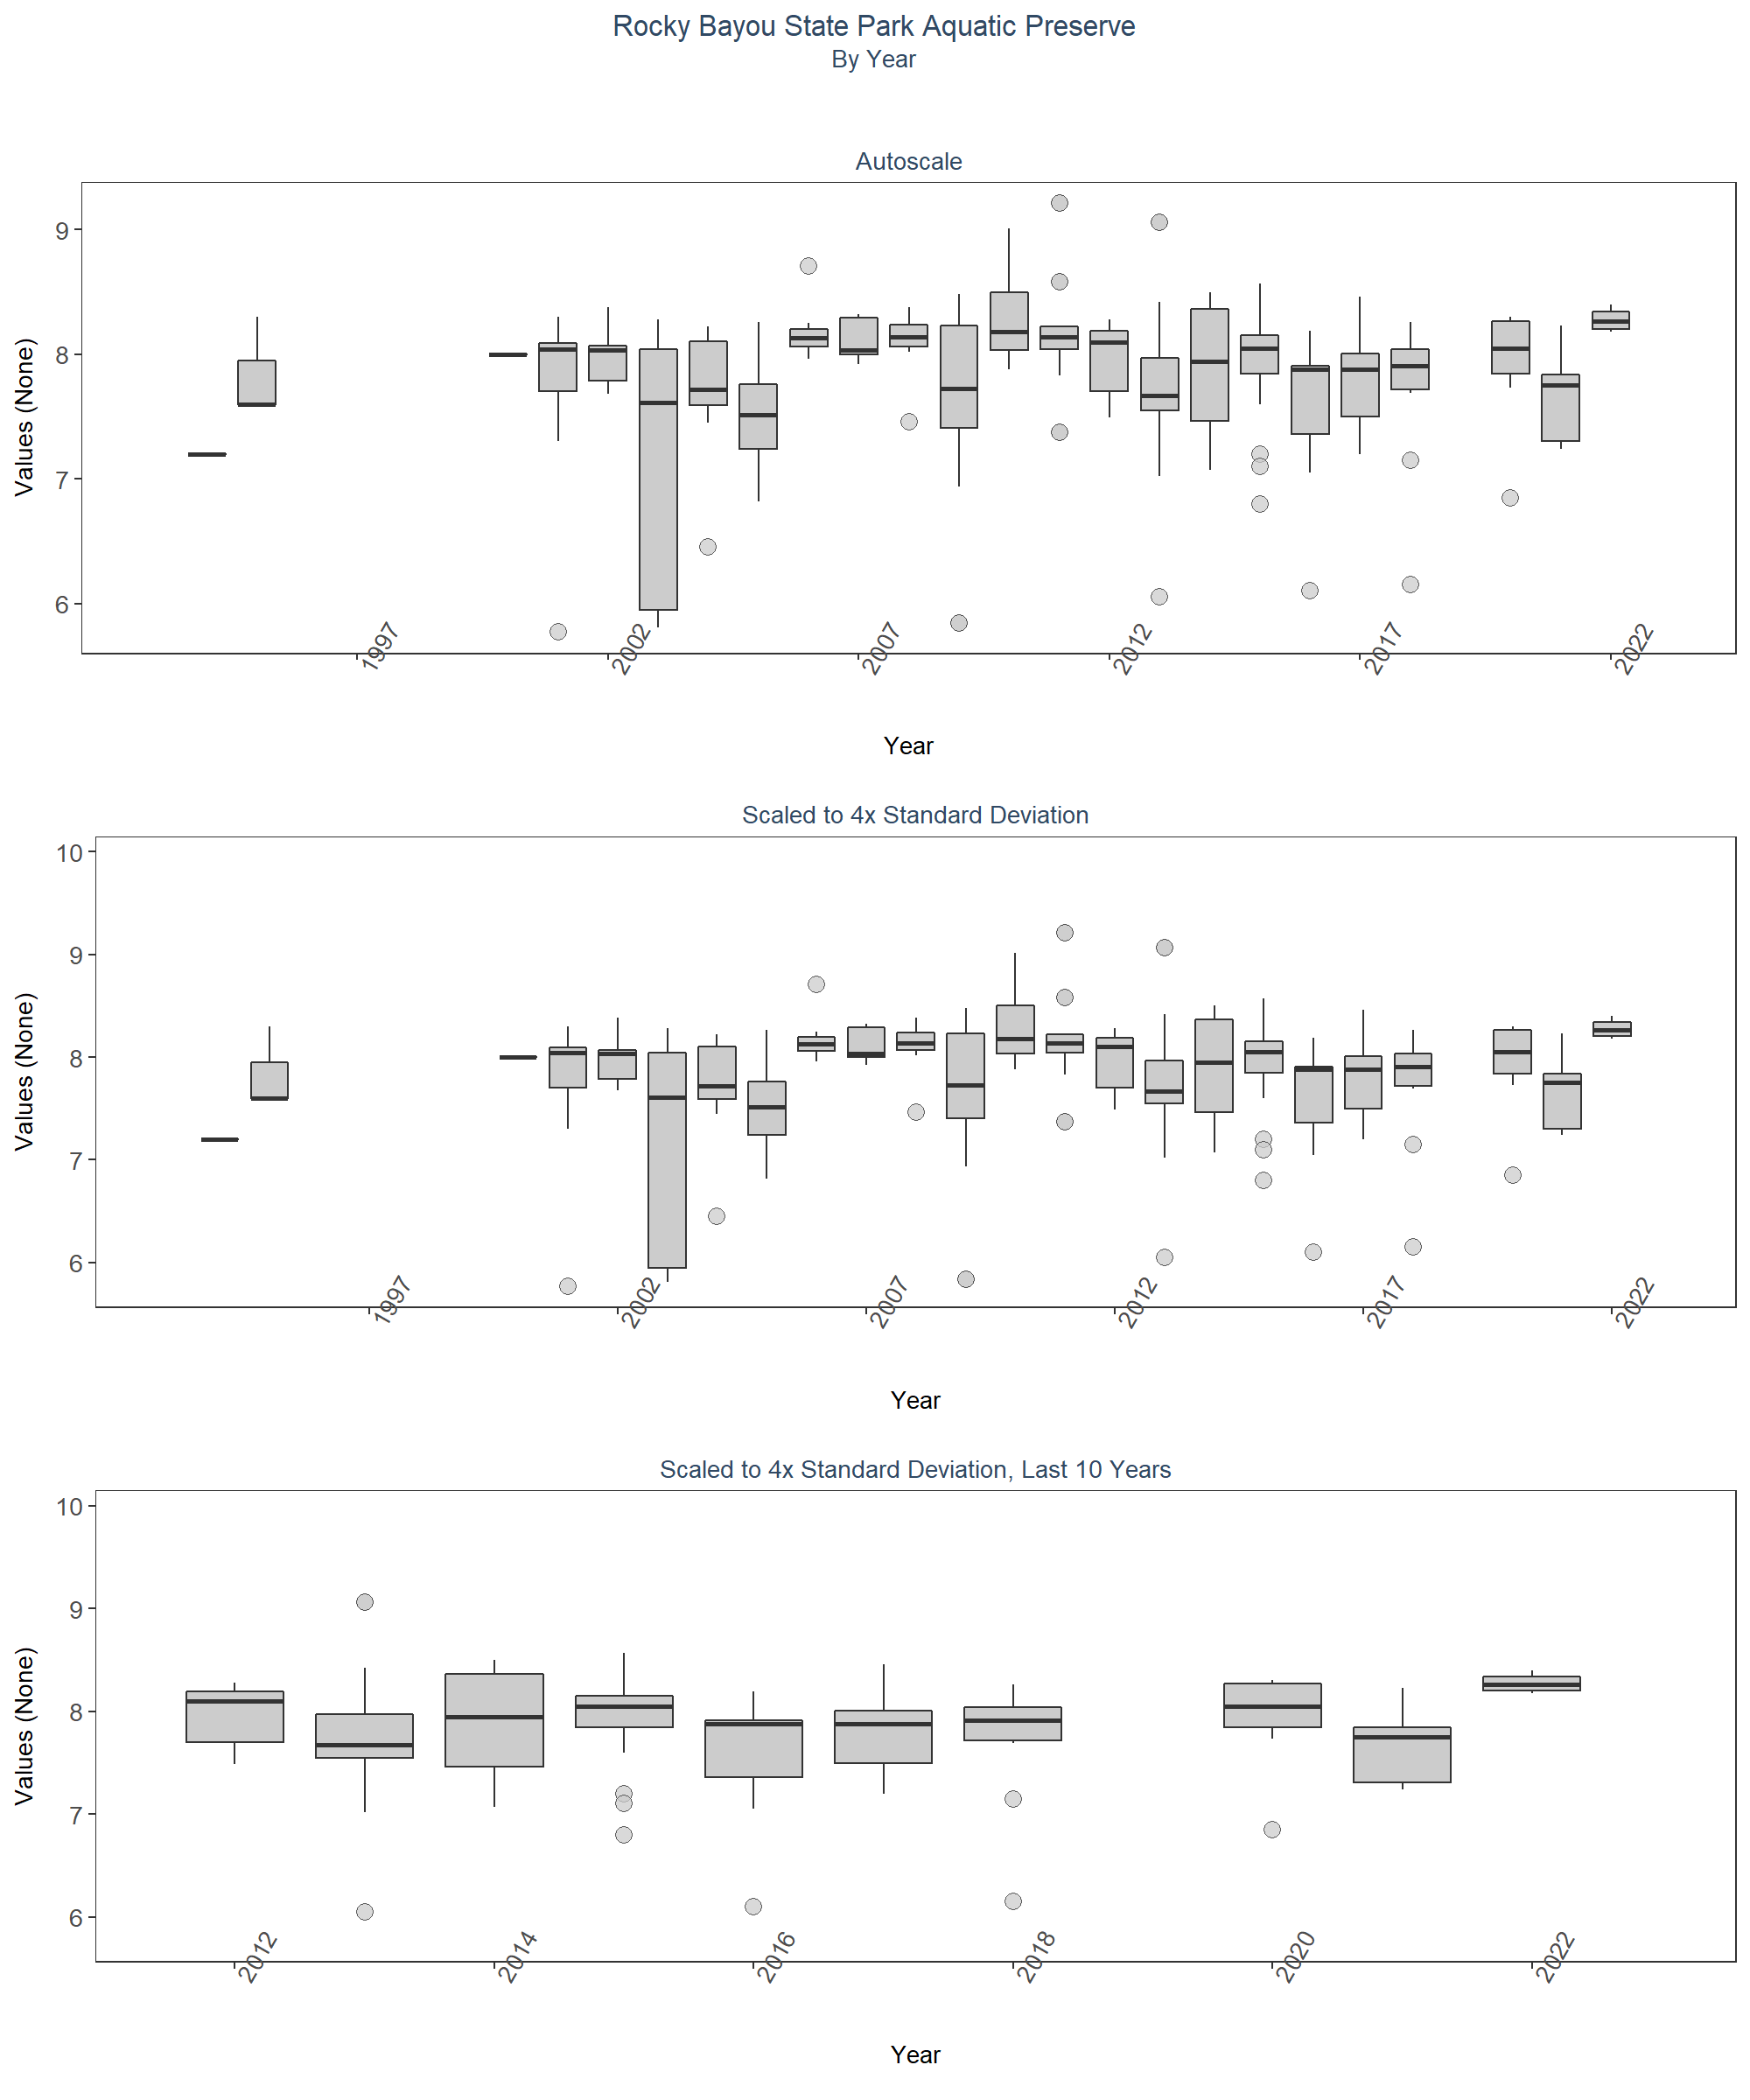 Rocky Bayou State Park Aquatic Preserve
By Year
Autoscale
Values (None)
9
8
7
6
1997 2002 2007 2012 2017 2022
Year
Scaled to 4x Standard Deviation
Values (None)
10
9
8
7
6
1997 2002 2007 2012 2017 2022
Year
Scaled to 4x Standard Deviation, Last 10 Years
Values (None)
10
9
8
7
6
2012 2014 2016 2018 2020 2022
Year